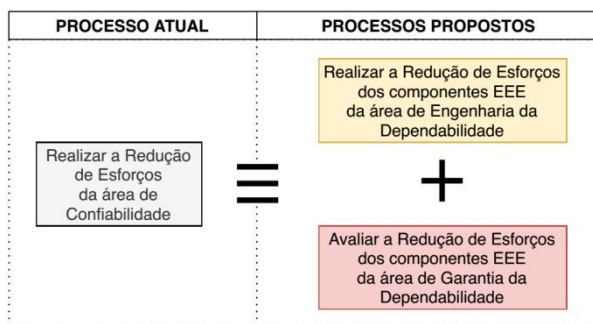 PROCESSO ATUAL
PROCESSOS PROPOSTOS
Realizar a Redução
de Esforços
da área de
Confiabilidade
Realizar a Redução de Esforços
dos componentes EEE
da área de Engenharia da
Dependabilidade
+
Avaliar a Redução de Esforços
dos componentes EEE
da área de Garantia da
Dependabilidade